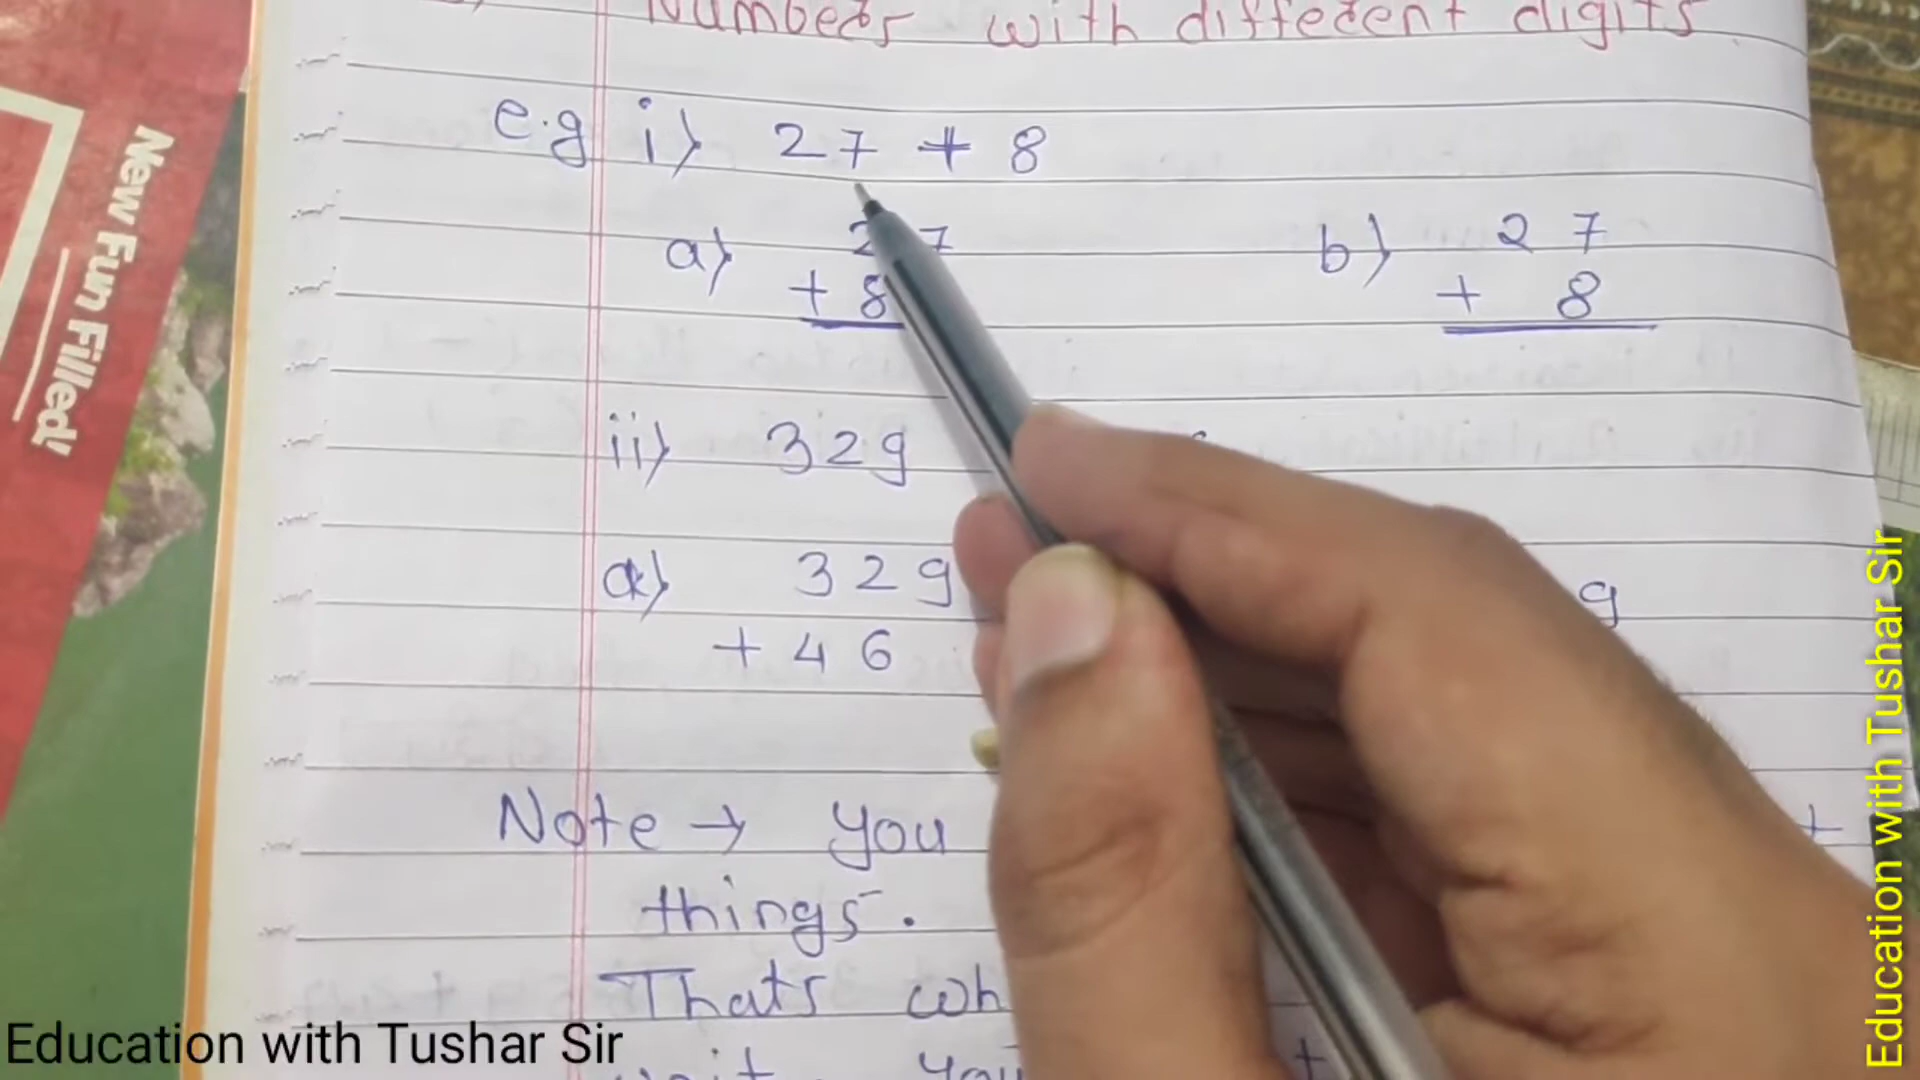 Numbers with different digits
e.g i) 27 + 8
a) 27
+ 8
b) 27
+ 8
ii) 329
a) 329
+ 46
9
Note → you
things.
Thats
Education with Tushar Sir
Education with Tushar Sir
New Fun Filled!